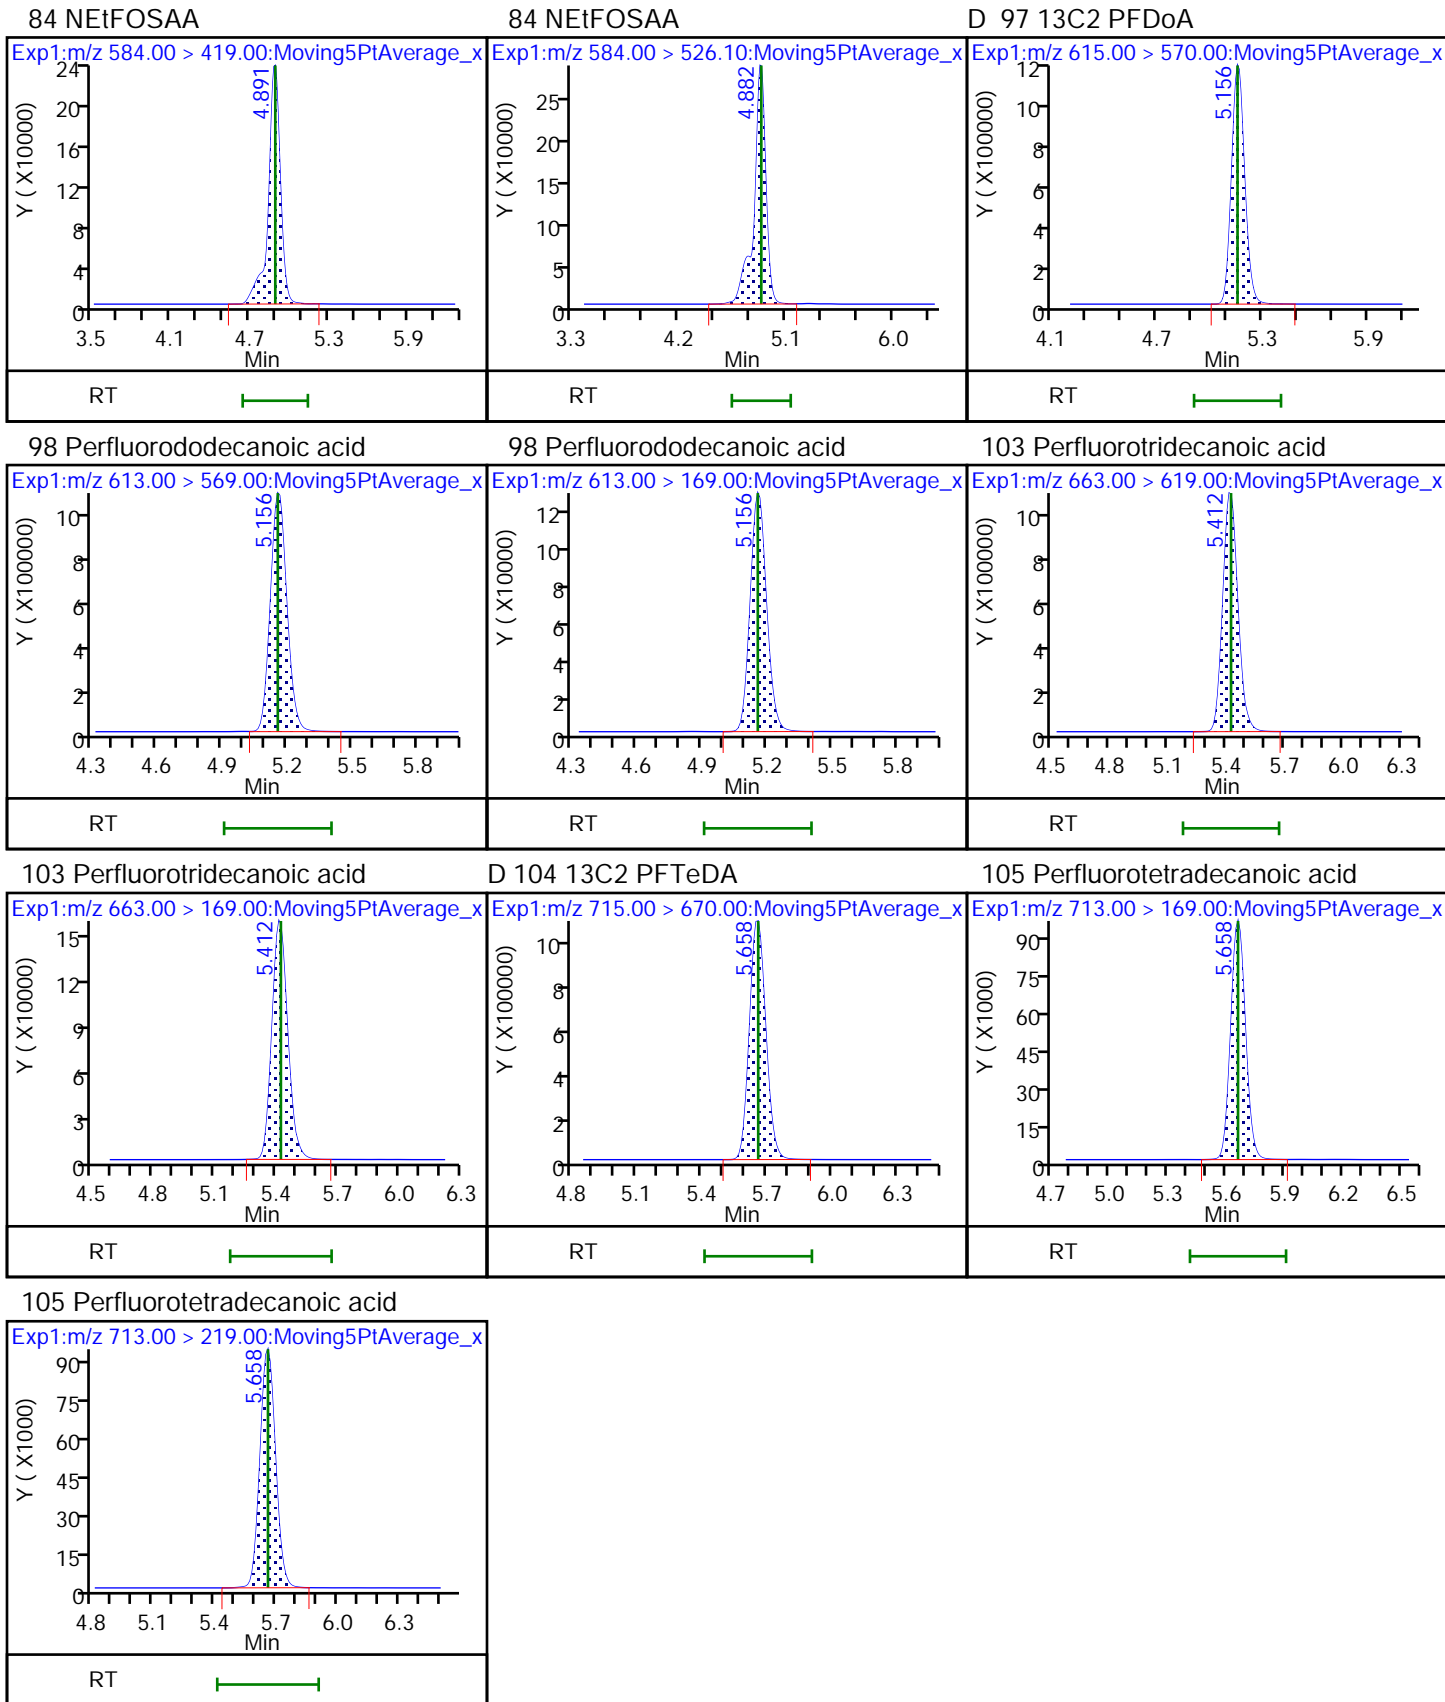 84 NEtFOSAA
Exp1:m/z 584.00 > 419.00:Moving5PtAverage_x
4.891
24
20
16
12
8
4
0
Y ( X10000)
3.5 4.1 4.7 5.3 5.9
Min
RT
84 NEtFOSAA
Exp1:m/z 584.00 > 526.10:Moving5PtAverage_x
4.882
25
20
15
10
5
0
Y ( X10000)
3.3 4.2 5.1 6.0
Min
RT
D 97 13C2 PFDoA
Exp1:m/z 615.00 > 570.00:Moving5PtAverage_x
5.156
12
10
8
6
4
2
0
Y ( X100000)
4.1 4.7 5.3 5.9
Min
RT
98 Perfluorododecanoic acid
Exp1:m/z 613.00 > 569.00:Moving5PtAverage_x
5.156
10
8
6
4
2
0
Y ( X100000)
4.3 4.6 4.9 5.2 5.5 5.8
Min
RT
98 Perfluorododecanoic acid
Exp1:m/z 613.00 > 169.00:Moving5PtAverage_x
5.156
12
10
8
6
4
2
0
Y ( X10000)
4.3 4.6 4.9 5.2 5.5 5.8
Min
RT
103 Perfluorotridecanoic acid
Exp1:m/z 663.00 > 619.00:Moving5PtAverage_x
5.412
10
8
6
4
2
0
Y ( X100000)
4.5 4.8 5.1 5.4 5.7 6.0 6.3
Min
RT
103 Perfluorotridecanoic acid
Exp1:m/z 663.00 > 169.00:Moving5PtAverage_x
5.412
15
12
9
6
3
0
Y ( X10000)
4.5 4.8 5.1 5.4 5.7 6.0 6.3
Min
RT
D 104 13C2 PFTeDA
Exp1:m/z 715.00 > 670.00:Moving5PtAverage_x
5.658
10
8
6
4
2
0
Y ( X100000)
4.8 5.1 5.4 5.7 6.0 6.3
Min
RT
105 Perfluorotetradecanoic acid
Exp1:m/z 713.00 > 169.00:Moving5PtAverage_x
5.658
90
75
60
45
30
15
0
Y ( X1000)
4.7 5.0 5.3 5.6 5.9 6.2 6.5
Min
RT
105 Perfluorotetradecanoic acid
Exp1:m/z 713.00 > 219.00:Moving5PtAverage_x
5.658
90
75
60
45
30
15
0
Y ( X1000)
4.8 5.1 5.4 5.7 6.0 6.3
Min
RT